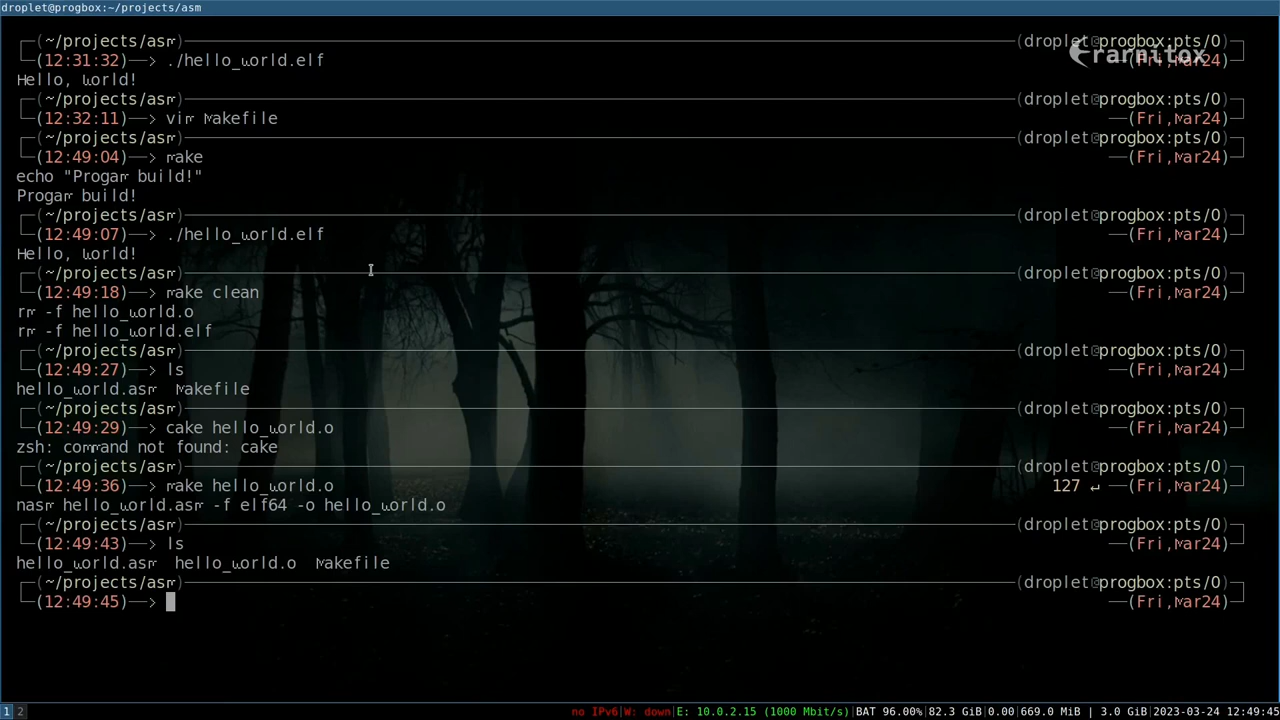 droplet@progbox:~/projects/asm
┌─(~/projects/asm)─(droplet@progbox:pts/0)─┐
└─(12:31:32)──> ./hello_world.elf ──(Fri,Mar24)─┘
Crarnitox
Hello, world!
┌─(~/projects/asm)─(droplet@progbox:pts/0)─┐
└─(12:32:11)──> vim Makefile ──(Fri,Mar24)─┘
┌─(~/projects/asm)─(droplet@progbox:pts/0)─┐
└─(12:49:04)──> make ──(Fri,Mar24)─┘
echo "Progam build!"
Progam build!
┌─(~/projects/asm)─(droplet@progbox:pts/0)─┐
└─(12:49:07)──> ./hello_world.elf ──(Fri,Mar24)─┘
Hello, world!
┌─(~/projects/asm)─(droplet@progbox:pts/0)─┐
└─(12:49:18)──> make clean ──(Fri,Mar24)─┘
rm -f hello_world.o
rm -f hello_world.elf
┌─(~/projects/asm)─(droplet@progbox:pts/0)─┐
└─(12:49:27)──> ls ──(Fri,Mar24)─┘
hello_world.asm  Makefile
┌─(~/projects/asm)─(droplet@progbox:pts/0)─┐
└─(12:49:29)──> cake hello_world.o ──(Fri,Mar24)─┘
zsh: command not found: cake
┌─(~/projects/asm)─(droplet@progbox:pts/0)─┐
└─(12:49:36)──> make hello_world.o 127 ↵ ──(Fri,Mar24)─┘
nasm hello_world.asm -f elf64 -o hello_world.o
┌─(~/projects/asm)─(droplet@progbox:pts/0)─┐
└─(12:49:43)──> ls ──(Fri,Mar24)─┘
hello_world.asm  hello_world.o  Makefile
┌─(~/projects/asm)─(droplet@progbox:pts/0)─┐
└─(12:49:45)──> ──(Fri,Mar24)─┘
1 2 no IPv6|W: down|E: 10.0.2.15 (1000 Mbit/s)|BAT 96.00%|82.3 GiB|0.00|669.0 MiB | 3.0 GiB|2023-03-24 12:49:45